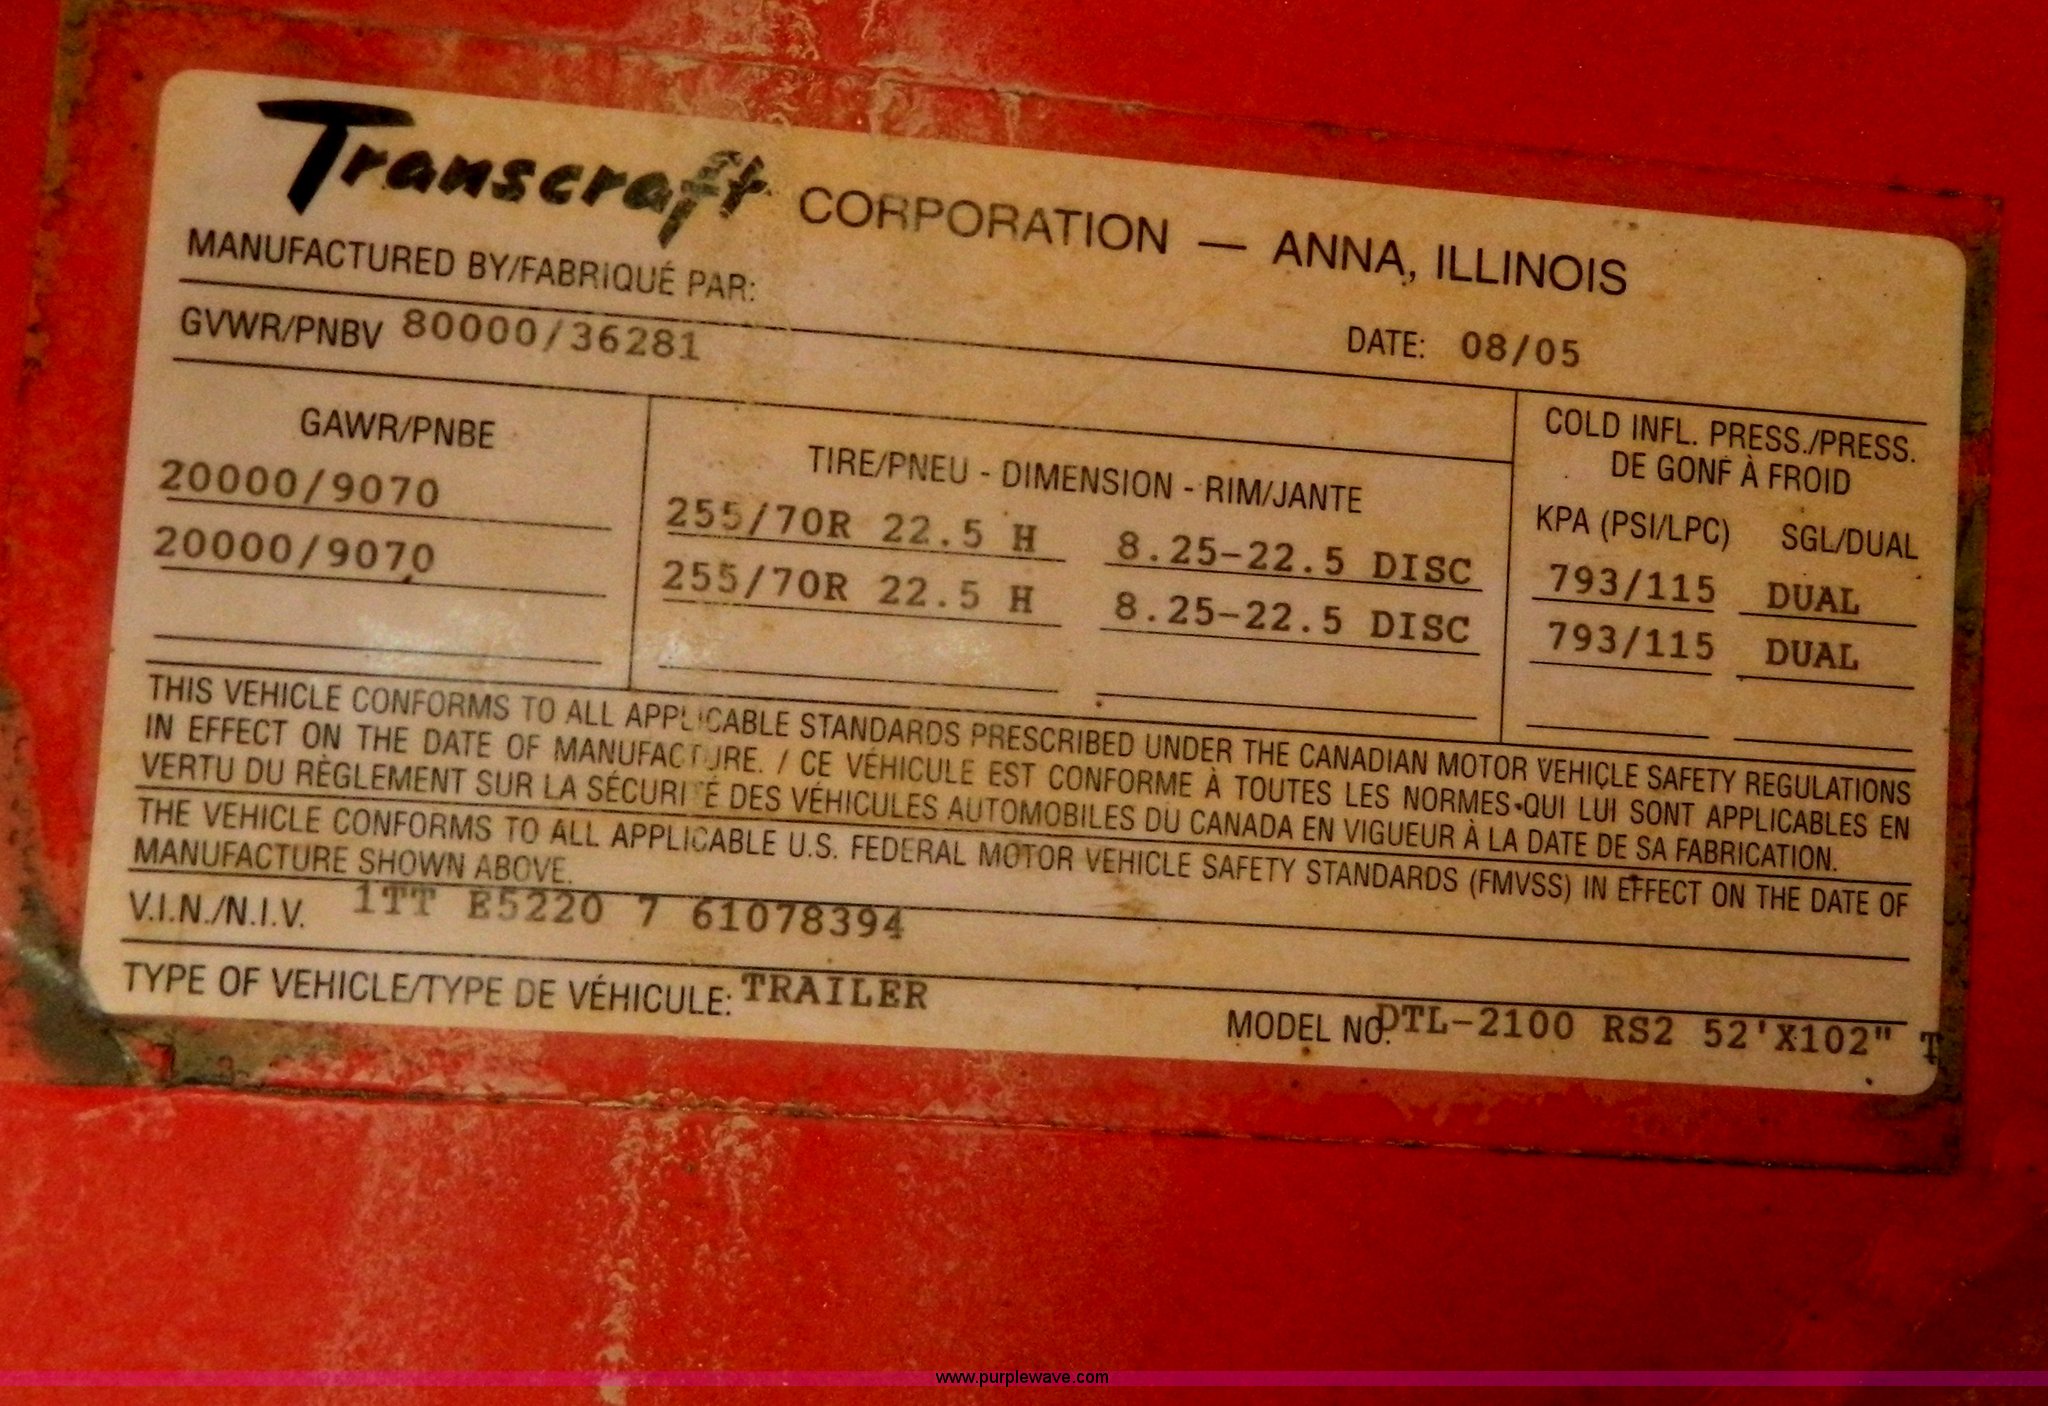 Transcraft CORPORATION — ANNA, ILLINOIS
MANUFACTURED BY/FABRIQUÉ PAR:
GVWR/PNBV 80000/36281 DATE: 08/05
GAWR/PNBE TIRE/PNEU - DIMENSION - RIM/JANTE COLD INFL. PRESS./PRESS.
DE GONF À FROID
KPA (PSI/LPC) SGL/DUAL
20000/9070 255/70R 22.5 H 8.25-22.5 DISC 793/115 DUAL
20000/9070 255/70R 22.5 H 8.25-22.5 DISC 793/115 DUAL
THIS VEHICLE CONFORMS TO ALL APPLICABLE STANDARDS PRESCRIBED UNDER THE CANADIAN MOTOR VEHICLE SAFETY REGULATIONS
IN EFFECT ON THE DATE OF MANUFACTURE. / CE VÉHICULE EST CONFORME À TOUTES LES NORMES QUI LUI SONT APPLICABLES EN
VERTU DU RÈGLEMENT SUR LA SÉCURITÉ DES VÉHICULES AUTOMOBILES DU CANADA EN VIGUEUR À LA DATE DE SA FABRICATION.
THE VEHICLE CONFORMS TO ALL APPLICABLE U.S. FEDERAL MOTOR VEHICLE SAFETY STANDARDS (FMVSS) IN EFFECT ON THE DATE OF
MANUFACTURE SHOWN ABOVE.
V.I.N./N.I.V. 1TT E5220 7 61078394
TYPE OF VEHICLE/TYPE DE VÉHICULE: TRAILER MODEL NO. DTL-2100 RS2 52'X102" T
www.purplewave.com